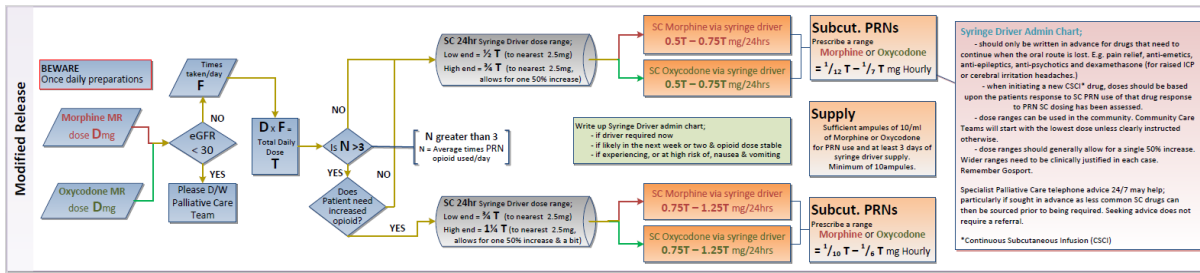 Modified Release
BEWARE
Once daily preparations
Morphine MR
dose Dmg
Oxycodone MR
dose Dmg
Times
taken/day
F
NO
eGFR
< 30
YES
Please D/W
Palliative Care
Team
D x F =
Total Daily
Dose
T
NO
Is N >3
YES
NO
N greater than 3
N = Average times PRN
opioid used/day
Does
Patient need
increased
opioid?
YES
SC 24hr Syringe Driver dose range;
Low end = ½ T (to nearest 2.5mg)
High end = ¾ T (to nearest 2.5mg,
allows for one 50% increase)
Write up Syringe Driver admin chart;
- if driver required now
- if likely in the next week or two & opioid dose stable
- if experiencing, or at high risk of, nausea & vomiting
SC 24hr Syringe Driver dose range;
Low end = ¾ T (to nearest 2.5mg)
High end = 1¼ T (to nearest 2.5mg,
allows for one 50% increase & a bit)
SC Morphine via syringe driver
0.5T – 0.75T mg/24hrs
SC Oxycodone via syringe driver
0.5T – 0.75T mg/24hrs
SC Morphine via syringe driver
0.75T – 1.25T mg/24hrs
SC Oxycodone via syringe driver
0.75T – 1.25T mg/24hrs
Subcut. PRNs
Prescribe a range
Morphine or Oxycodone
= 1/12 T – 1/7 T mg Hourly
Supply
Sufficient ampules of 10/ml
of Morphine or Oxycodone
for PRN use and at least 3 days of
syringe driver supply.
Minimum of 10ampules.
Subcut. PRNs
Prescribe a range
Morphine or Oxycodone
= 1/10 T – 1/6 T mg Hourly
Syringe Driver Admin Chart;
- should only be written in advance for drugs that need to
continue when the oral route is lost. E.g. pain relief, anti-emetics,
anti-epileptics, anti-psychotics and dexamethasone (for raised ICP
or cerebral irritation headaches.)
- when initiating a new CSCI* drug, doses should be based
upon the patients response to SC PRN use of that drug response
to PRN SC dosing has been assessed.
- dose ranges can be used in the community. Community Care
Teams will start with the lowest dose unless clearly instructed
otherwise.
- dose ranges should generally allow for a single 50% increase.
Wider ranges need to be clinically justified in each case.
Remember Gosport.
Specialist Palliative Care telephone advice 24/7 may help;
particularly if sought in advance as less common SC drugs can
then be sourced prior to being required. Seeking advice does not
require a referral.
*Continuous Subcutaneous Infusion (CSCI)